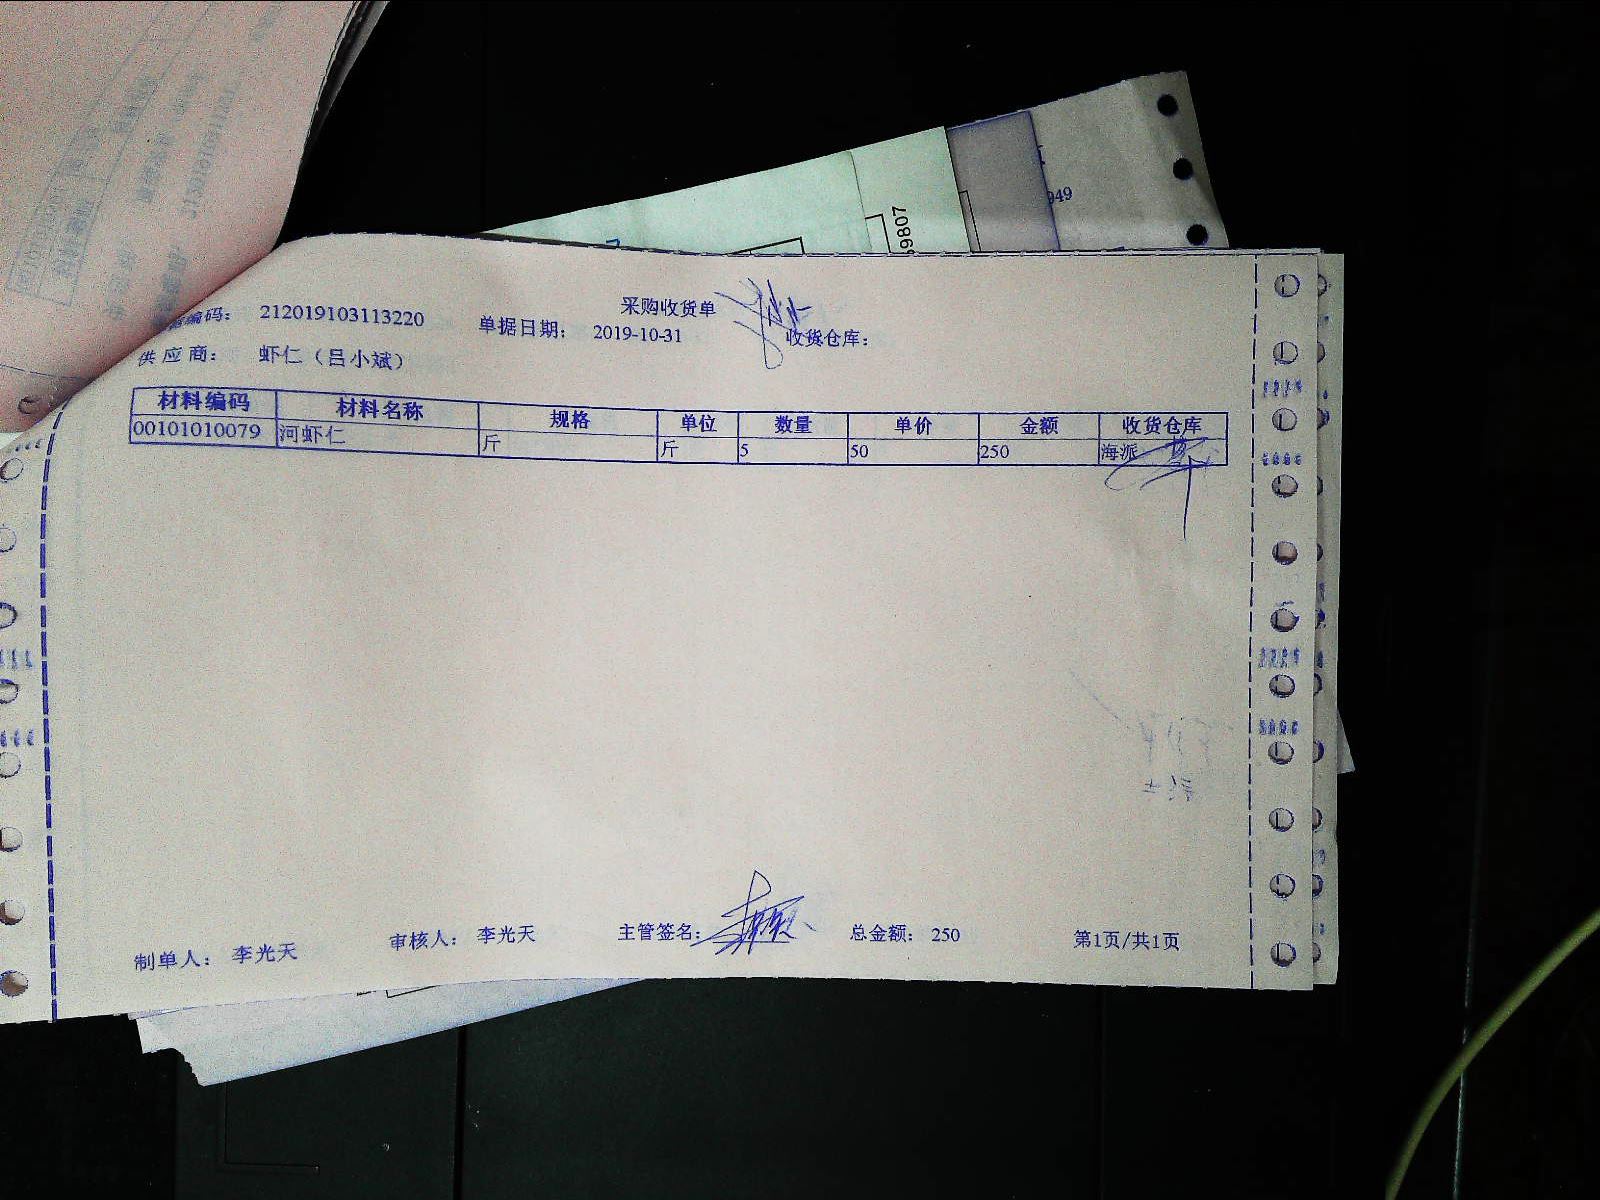 采购收货单
编码： 212019103113220 单据日期： 2019-10-31 收货仓库：
供应商： 虾仁（吕小斌）
材料编码 材料名称 规格 单位 数量 单价 金额 收货仓库
00101010079 河虾仁 斤 斤 5 50 250 海派
制单人： 李光天 审核人： 李光天 主管签名： 总金额： 250 第1页/共1页
9807
949